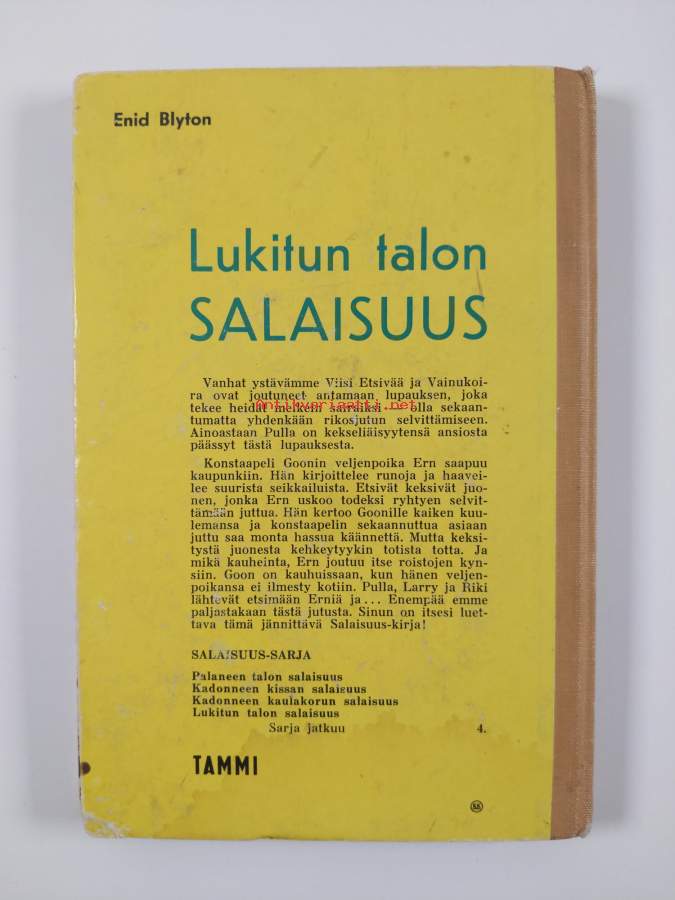 Enid Blyton
Lukitun talon
SALAISUUS
Vanhat ystävämme Viisi Etsivää ja Vainukoi-
ra ovat joutuneet antamaan lupauksen, joka
tekee heidät melkein sairaiksi — olla sekaan-
antikvariaatti.net
tumatta yhdenkään rikosjutun selvittämiseen.
Ainoastaan Pulla on kekseliäisyytensä ansiosta
päässyt tästä lupauksesta.
Konstaapeli Goonin veljenpoika Ern saapuu
kaupunkiin. Hän kirjoittelee runoja ja haavei-
lee suurista seikkailuista. Etsivät keksivät juo-
nen, jonka Ern uskoo todeksi ryhtyen selvit-
tämään juttua. Hän kertoo Goonille kaiken kuu-
lemansa ja konstaapelin sekaannuttua asiaan
juttu saa monta hassua käännettä. Mutta keksi-
tystä juonesta kehkeytyykin totista totta. Ja
mikä kauheinta, Ern joutuu itse roistojen kyn-
siin. Goon on kauhuissaan, kun hänen veljen-
poikansa ei ilmesty kotiin. Pulla, Larry ja Riki
lähtevät etsimään Erniä ja... Enempää emme
paljastakaan tästä jutusta. Sinun on itsesi luet-
tava tämä jännittävä Salaisuus-kirja!
SALAISUUS-SARJA
Palaneen talon salaisuus
Kadonneen kissan salaisuus
Kadonneen kaulakorun salaisuus
Lukitun talon salaisuus
Sarja jatkuu 4.
TAMMI